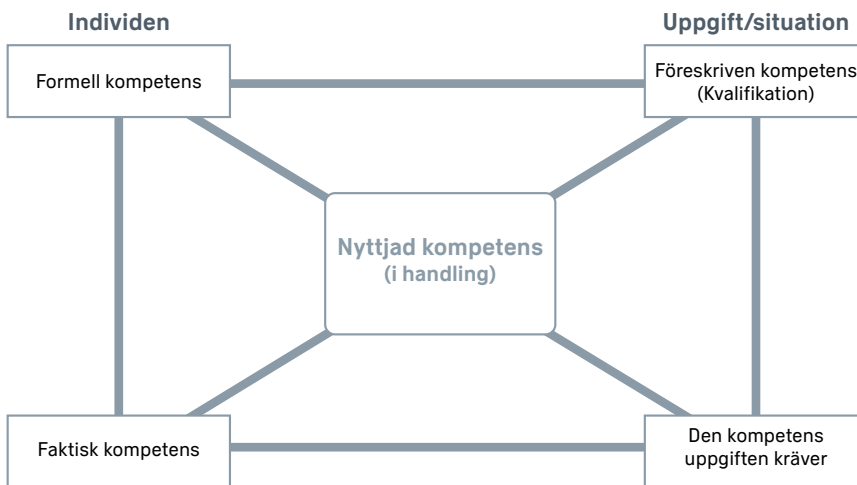 Individen
Uppgift/situation
Formell kompetens
Föreskriven kompetens
(Kvalifikation)
Nyttjad kompetens
(i handling)
Faktisk kompetens
Den kompetens
uppgiften kräver